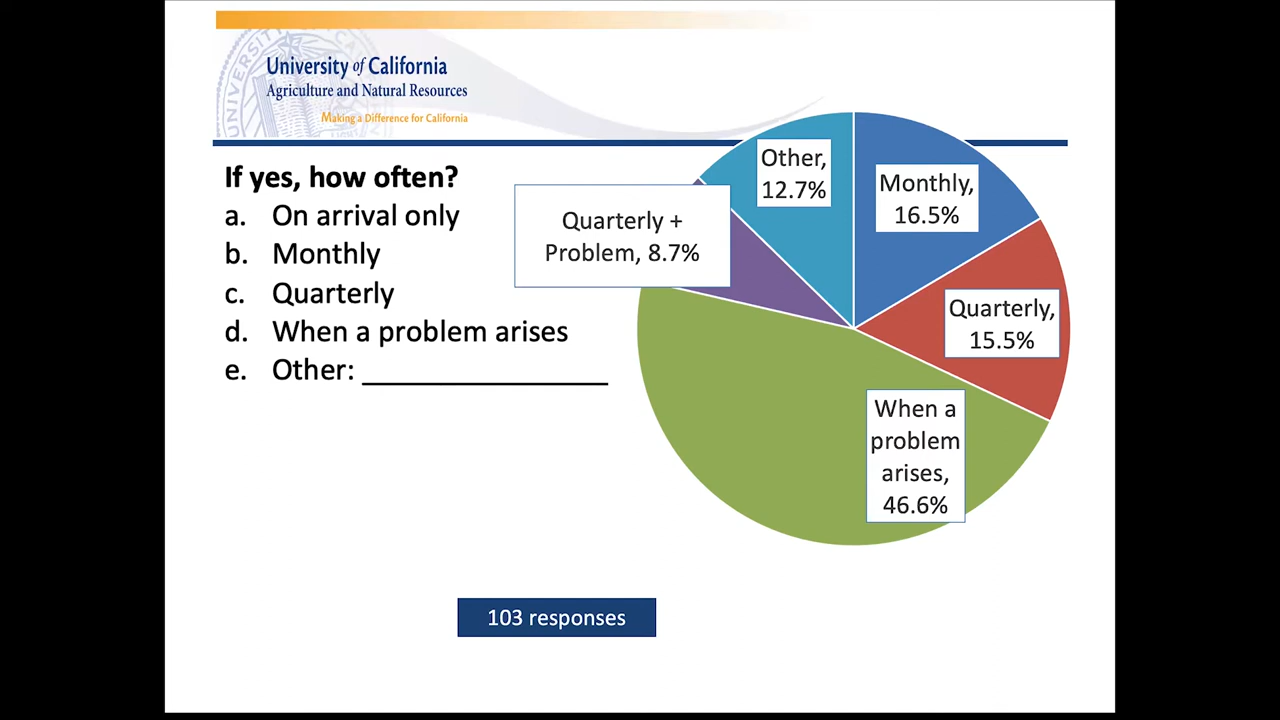 University of California
Agriculture and Natural Resources
Making a Difference for California
If yes, how often?
a. On arrival only
b. Monthly
c. Quarterly
d. When a problem arises
e. Other: ____________________
Other,
12.7%
Monthly,
16.5%
Quarterly +
Problem, 8.7%
Quarterly,
15.5%
When a
problem
arises,
46.6%
103 responses